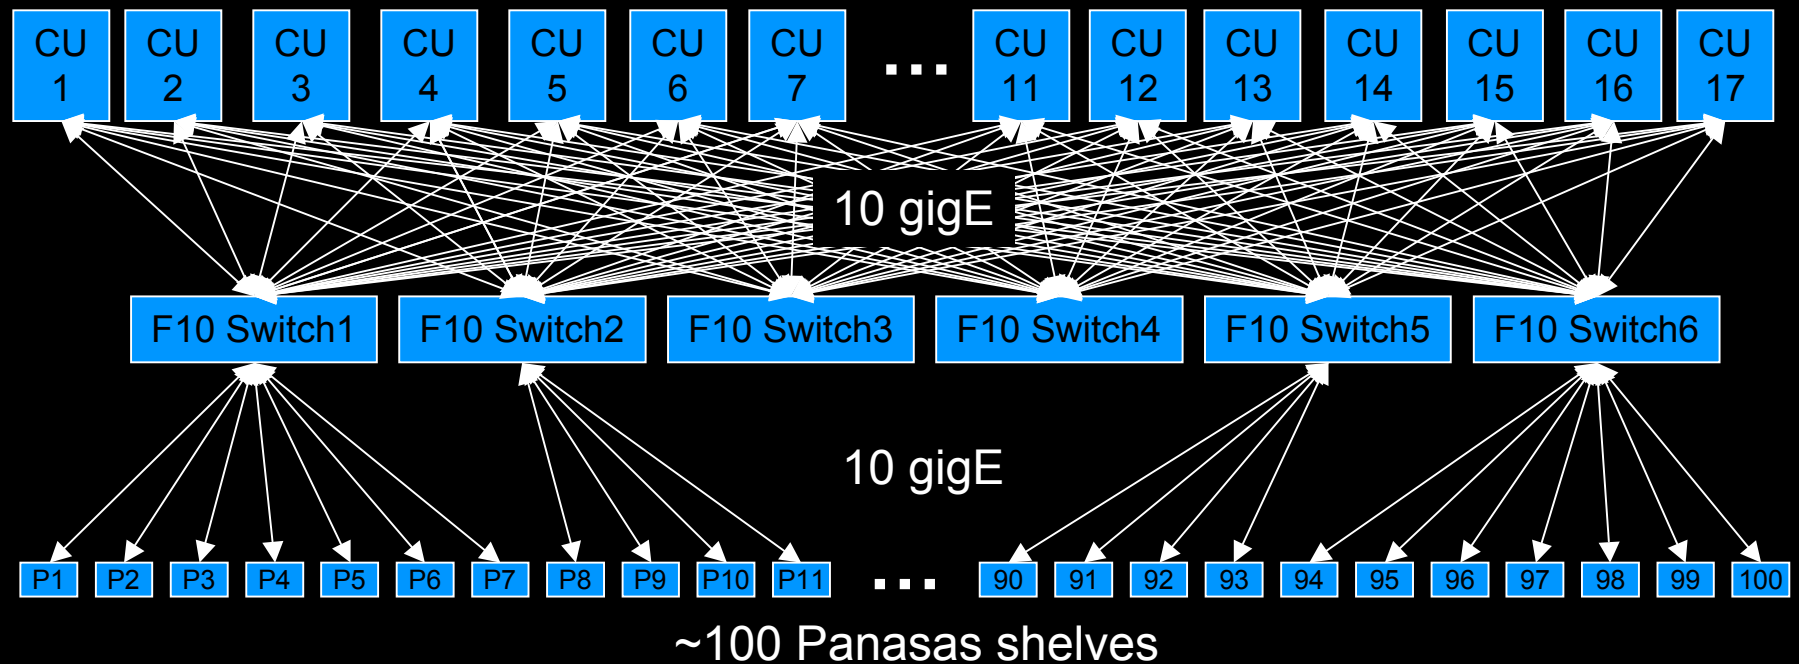 CU 1
CU 2
CU 3
CU 4
CU 5
CU 6
CU 7
...
CU 11
CU 12
CU 13
CU 14
CU 15
CU 16
CU 17
10 gigE
F10 Switch1
F10 Switch2
F10 Switch3
F10 Switch4
F10 Switch5
F10 Switch6
10 gigE
P1
P2
P3
P4
P5
P6
P7
P8
P9
P10
P11
...
90
91
92
93
94
95
96
97
98
99
100
~100 Panasas shelves